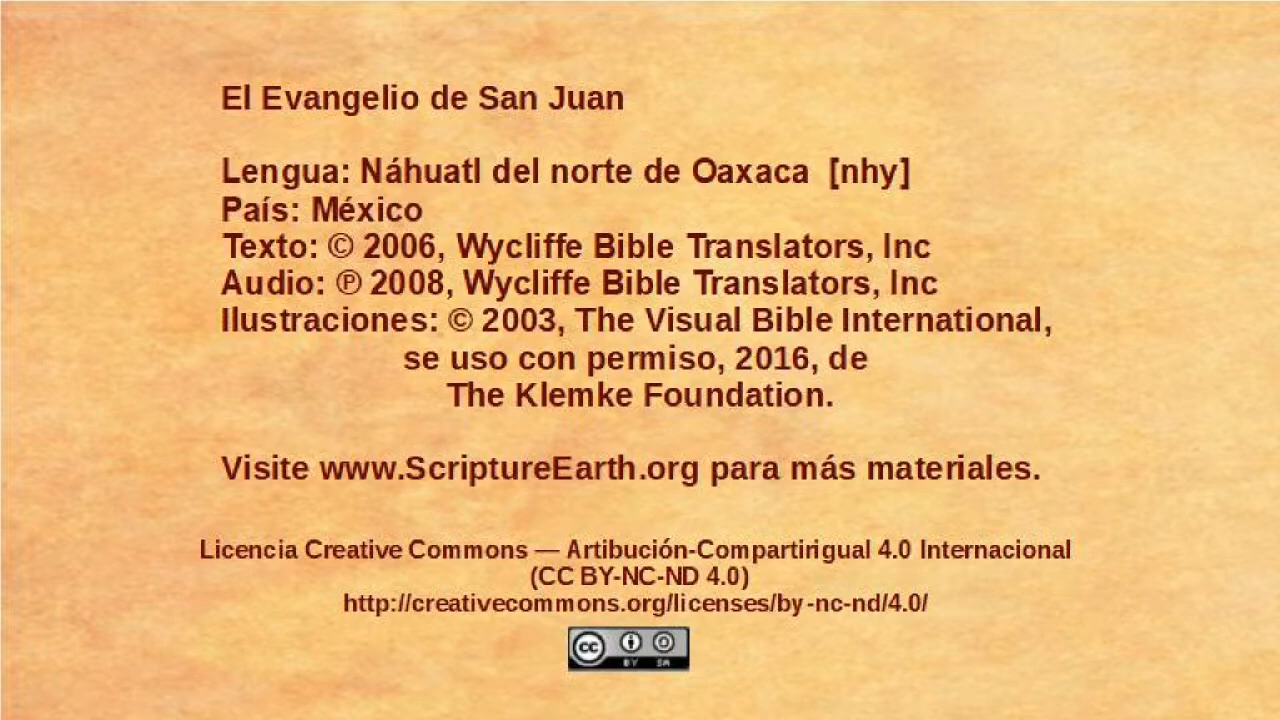 El Evangelio de San Juan
Lengua: Náhuatl del norte de Oaxaca [nhy]
País: México
Texto: © 2006, Wycliffe Bible Translators, Inc
Audio: ℗ 2008, Wycliffe Bible Translators, Inc
Ilustraciones: © 2003, The Visual Bible International,
se uso con permiso, 2016, de
The Klemke Foundation.
Visite www.ScriptureEarth.org para más materiales.
Licencia Creative Commons — Artibución-Compartirigual 4.0 Internacional
(CC BY-NC-ND 4.0)
http://creativecommons.org/licenses/by-nc-nd/4.0/
cc
BY SA